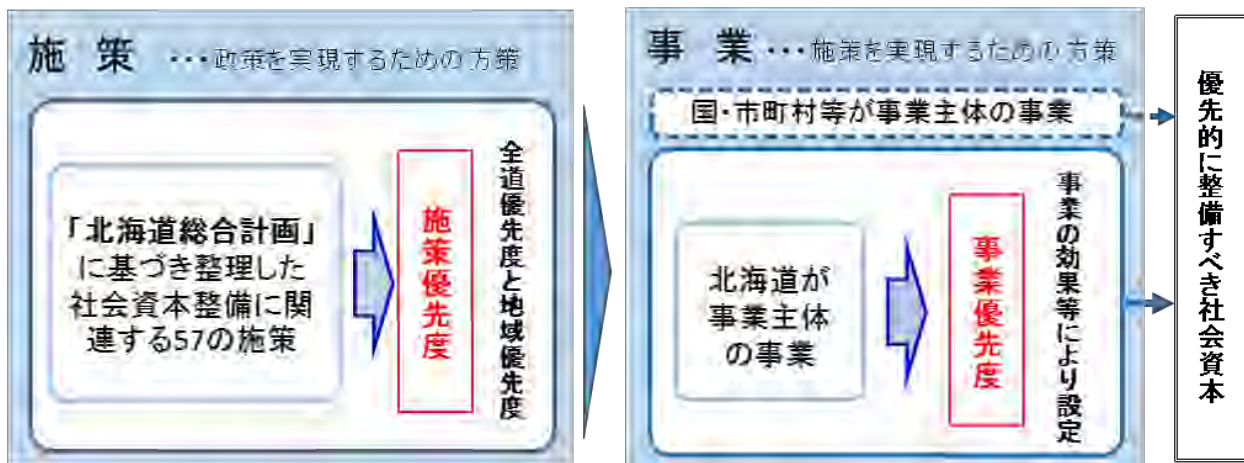 施 策 ・・・政策を実現するための方策
「北海道総合計画」
に基づき整理した
社会資本整備に関
連する57の施策
施策優先度
全道優先度と地域優先度
事 業 ・・・施策を実現するための方策
国・市町村等が事業主体の事業
北海道が
事業主体
の事業
事業優先度
事業の効果等により設定
優先的に整備すべき社会資本